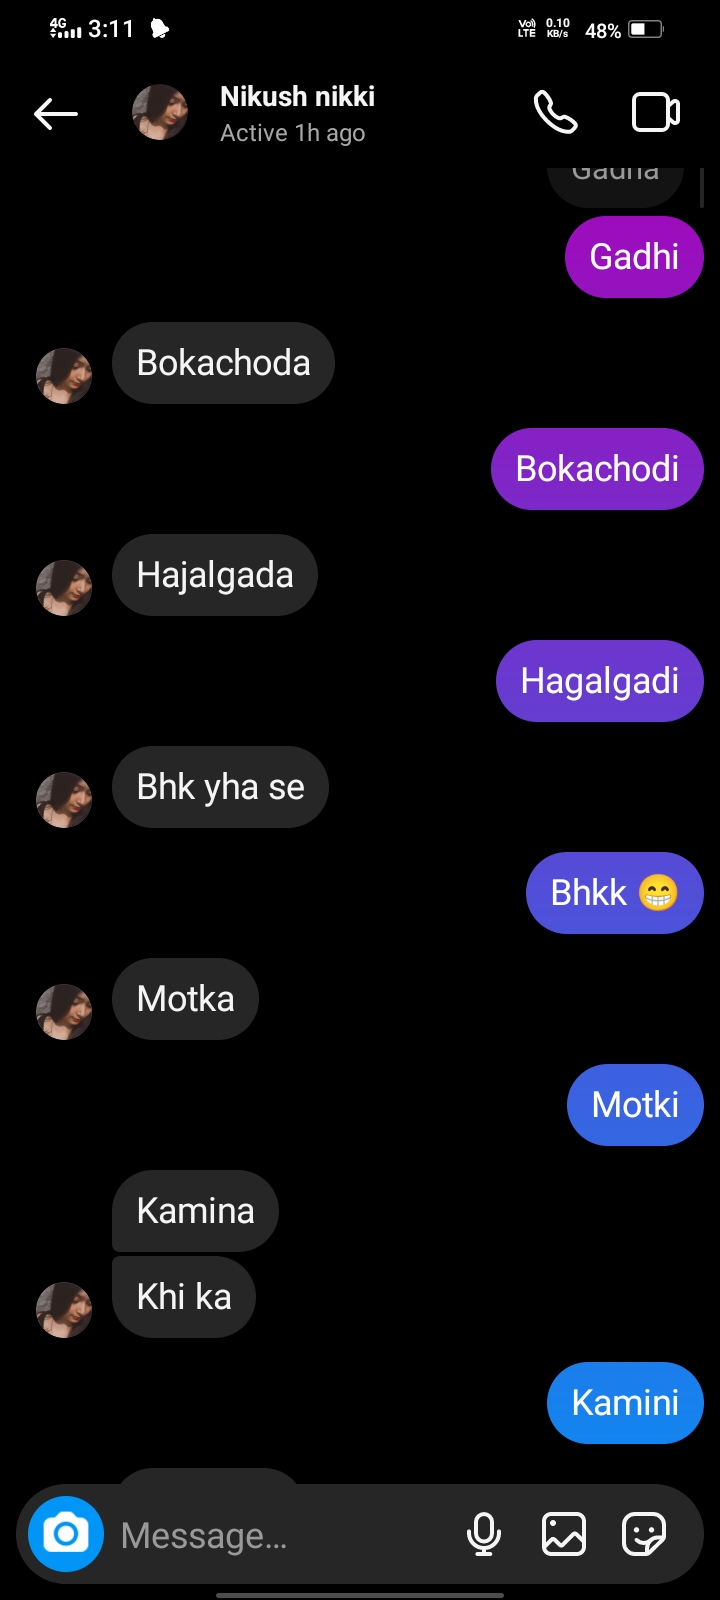 4G 3:11 Vo) LTE 0.10 KB/s 48%
Nikush nikki
Active 1h ago
Gadha
Gadhi
Bokachoda
Bokachodi
Hajalgada
Hagalgadi
Bhk yha se
Bhkk 😁
Motka
Motki
Kamina
Khi ka
Kamini
Message...